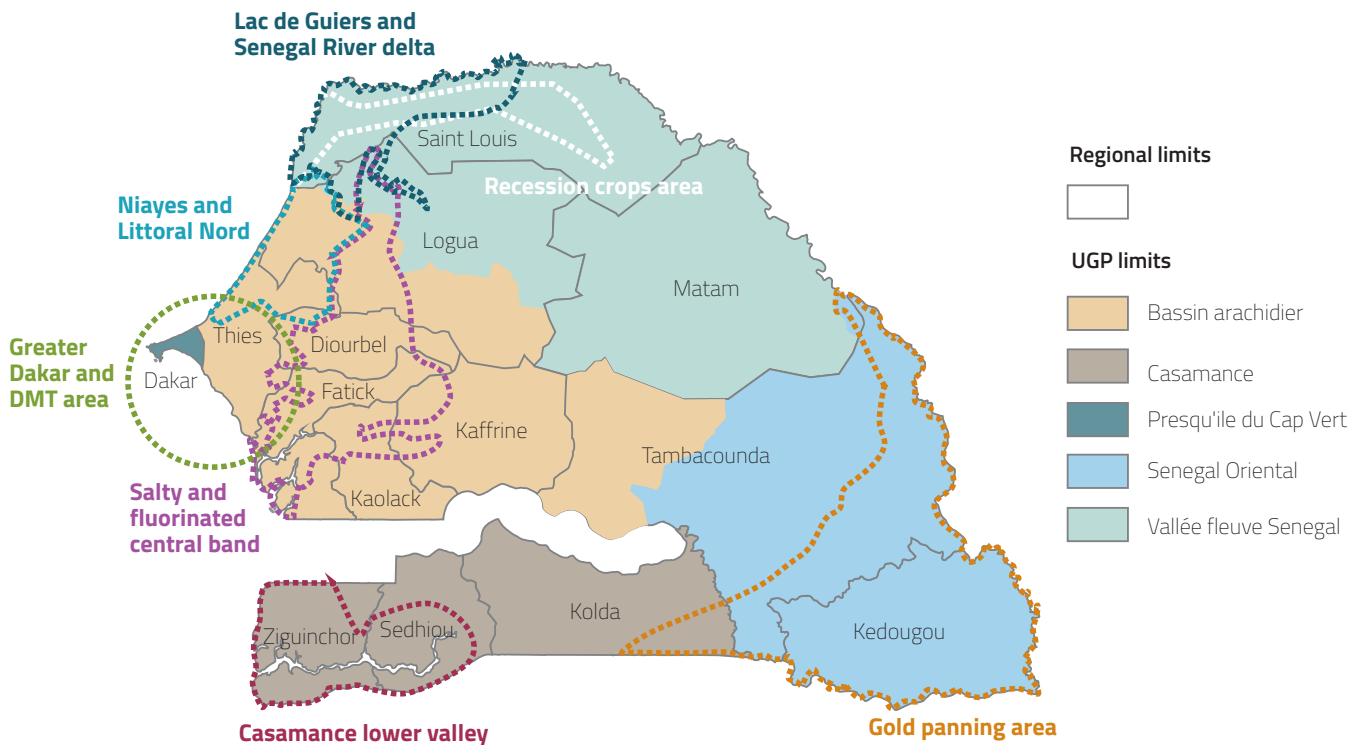 Lac de Guiers and
Senegal River delta
Saint Louis
Recession crops area
Niayes and
Littoral Nord
Logua
Matam
Greater
Dakar and
DMT area
Thies
Dakar
Diourbel
Fatick
Kaffrine
Tambacounda
Kaolack
Salty and
fluorinated
central band
Kolda
Ziguinchor
Sedhiou
Kedougou
Casamance lower valley
Gold panning area
Regional limits
UGP limits
Bassin arachidier
Casamance
Presqu'ile du Cap Vert
Senegal Oriental
Vallée fleuve Senegal